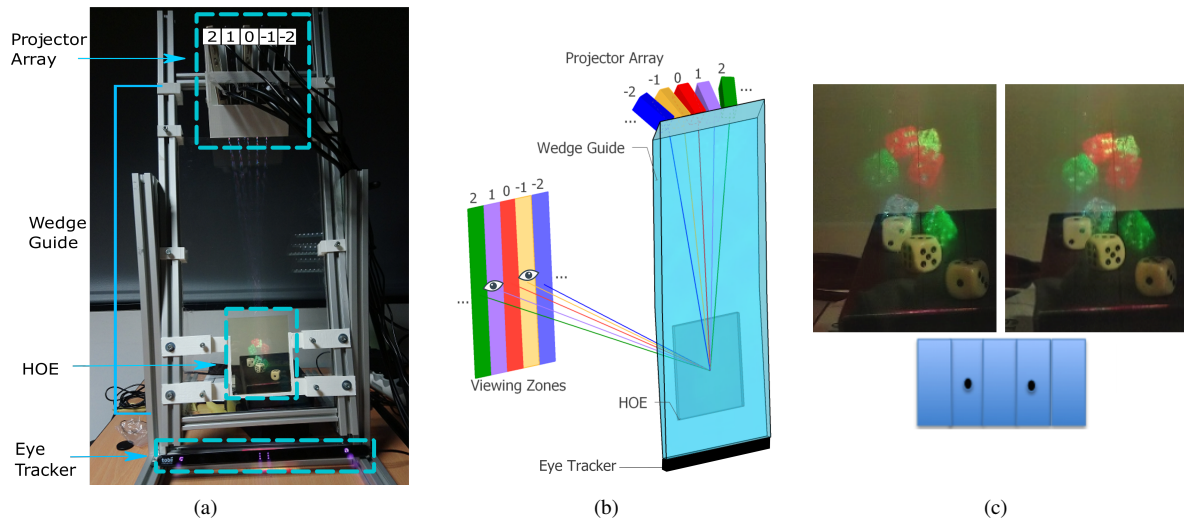 Projector
Array
2 1 0 -1 -2
Wedge
Guide
HOE
Eye
Tracker
(a)
Projector Array
-2 -1 0 1 2
... ...
Wedge Guide
2 1 0 -1 -2
... ...
Viewing Zones
HOE
Eye Tracker
(b)
(c)